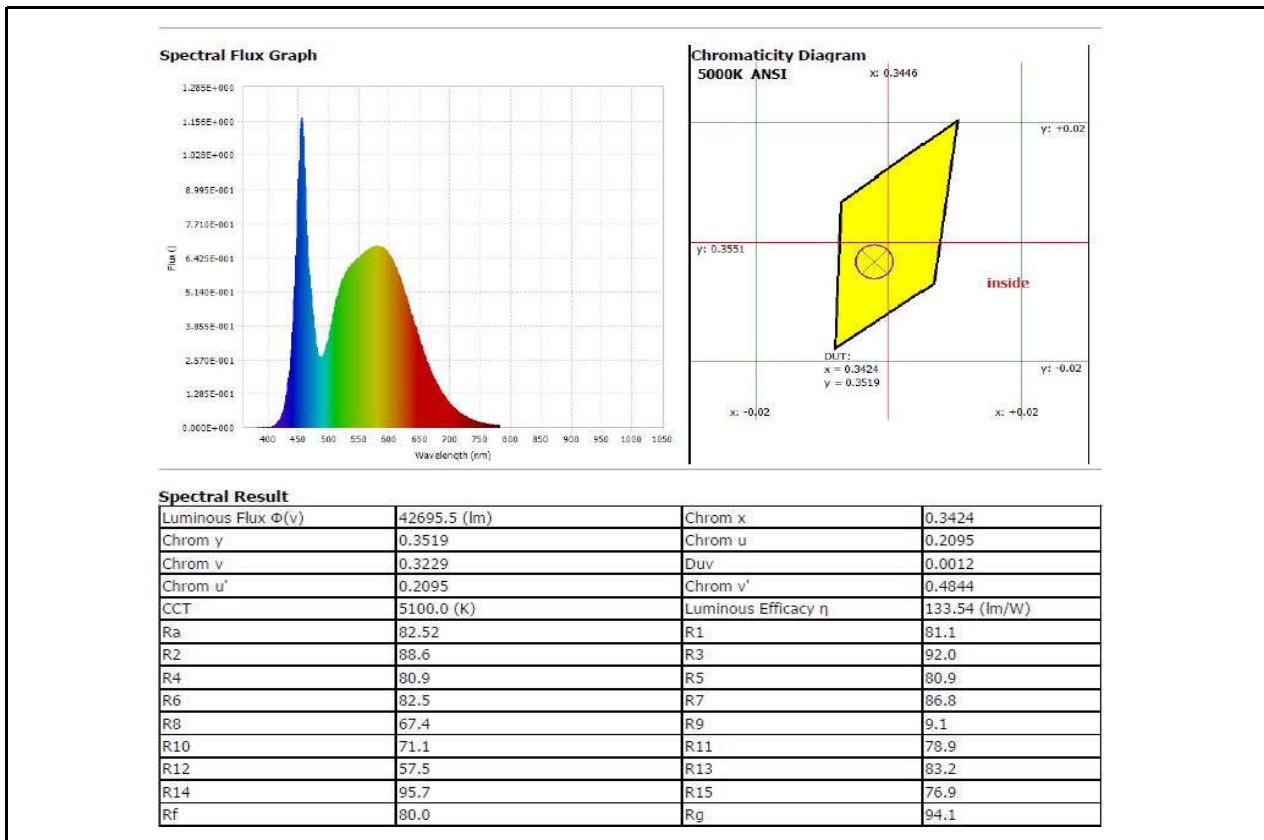 Spectral Flux Graph
1.285E+000
1.156E+000
1.028E+000
8.995E-001
7.710E-001
6.425E-001
5.140E-001
3.855E-001
2.570E-001
1.285E-001
0.000E+000
Flux ()
400 450 500 550 600 650 700 750 800 850 900 950 1000 1050
Wavelength (nm)
Chromaticity Diagram
5000K ANSI
x: 0.3446
y: +0.02
y: 0.3551
inside
DUT:
x = 0.3424
y = 0.3519
y: -0.02
x: -0.02
x: +0.02
Spectral Result
Luminous Flux Φ(v) 42695.5 (lm) Chrom x 0.3424
Chrom y 0.3519 Chrom u 0.2095
Chrom v 0.3229 Duv 0.0012
Chrom u' 0.2095 Chrom v' 0.4844
CCT 5100.0 (K) Luminous Efficacy η 133.54 (lm/W)
Ra 82.52 R1 81.1
R2 88.6 R3 92.0
R4 80.9 R5 80.9
R6 82.5 R7 86.8
R8 67.4 R9 9.1
R10 71.1 R11 78.9
R12 57.5 R13 83.2
R14 95.7 R15 76.9
Rf 80.0 Rg 94.1